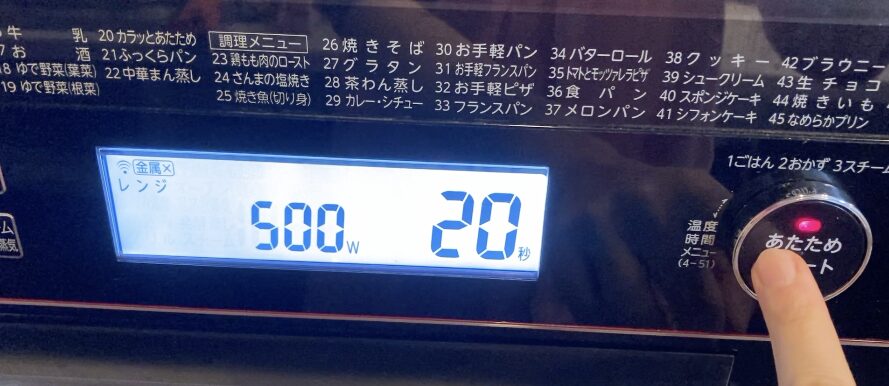 牛 乳
お 酒
18 ゆで野菜(葉菜)
19 ゆで野菜(根菜)
20 カラッとあたため
21 ふっくらパン
22 中華まん蒸し
調理メニュー
23 鶏もも肉のロースト
24 さんまの塩焼き
25 焼き魚(切り身)
26 焼きそば
27 グラタン
28 茶わん蒸し
29 カレー・シチュー
30 お手軽パン
31 お手軽フランスパン
32 お手軽ピザ
33 フランスパン
34 バターロール
35 トマトとモッツァレラピザ
36 食パン
37 メロンパン
38 クッキー
39 シュークリーム
40 スポンジケーキ
41 シフォンケーキ
42 ブラウニー
43 生チョコ
44 焼きいも
45 なめらかプリン
金属×
レンジ
500W 20秒
1ごはん 2おかず 3スチーム
温度
時間
メニュー
(4-51)
あたため
ート
蒸気